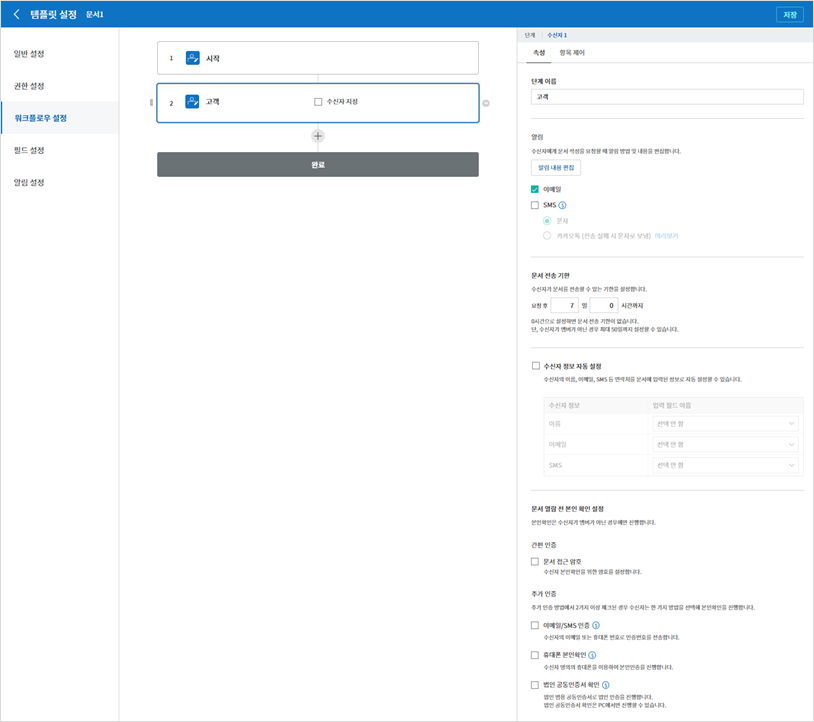 템플릿 설정 문서1
저장
일반 설정
권한 설정
워크플로우 설정
필드 설정
알림 설정
1 시작
2 고객 수신자 지정
완료
단계 수신자 1
속성 항목 제어
단계 이름
고객
알림
수신자에게 문서 작성을 요청할 때 알림 방법 및 내용을 편집합니다.
알림 내용 편집
이메일
SMS
문자
카카오톡 (전송 실패 시 문자로 보냄) 미리보기
문서 전송 기한
수신자가 문서를 전송할 수 있는 기한을 설정합니다.
요청 후 7 일 0 시간까지
0시간으로 설정하면 문서 전송 기한이 없습니다.
단, 수신자가 멤버가 아닌 경우 최대 50일까지 설정할 수 있습니다.
수신자 정보 자동 설정
수신자의 이름, 이메일, SMS 등 연락처를 문서에 입력된 정보로 자동 설정할 수 있습니다.
수신자 정보 입력 필드 이름
이름 선택 안 함
이메일 선택 안 함
SMS 선택 안 함
문서 열람 전 본인 확인 설정
본인확인은 수신자가 멤버가 아닌 경우에만 진행합니다.
간편 인증
문서 접근 암호
수신자 본인확인을 위한 암호를 설정합니다.
추가 인증
추가 인증 방법에서 2가지 이상 체크된 경우 수신자는 한 가지 방법을 선택해 본인확인을 진행합니다.
이메일/SMS 인증
수신자의 이메일 또는 휴대폰 번호로 인증번호를 전송합니다.
휴대폰 본인확인
수신자 명의의 휴대폰을 이용하여 본인인증을 진행합니다.
법인 공동인증서 확인
법인 범용 공동인증서로 법인 인증을 진행합니다.
법인 공동인증서 확인은 PC에서만 진행할 수 있습니다.